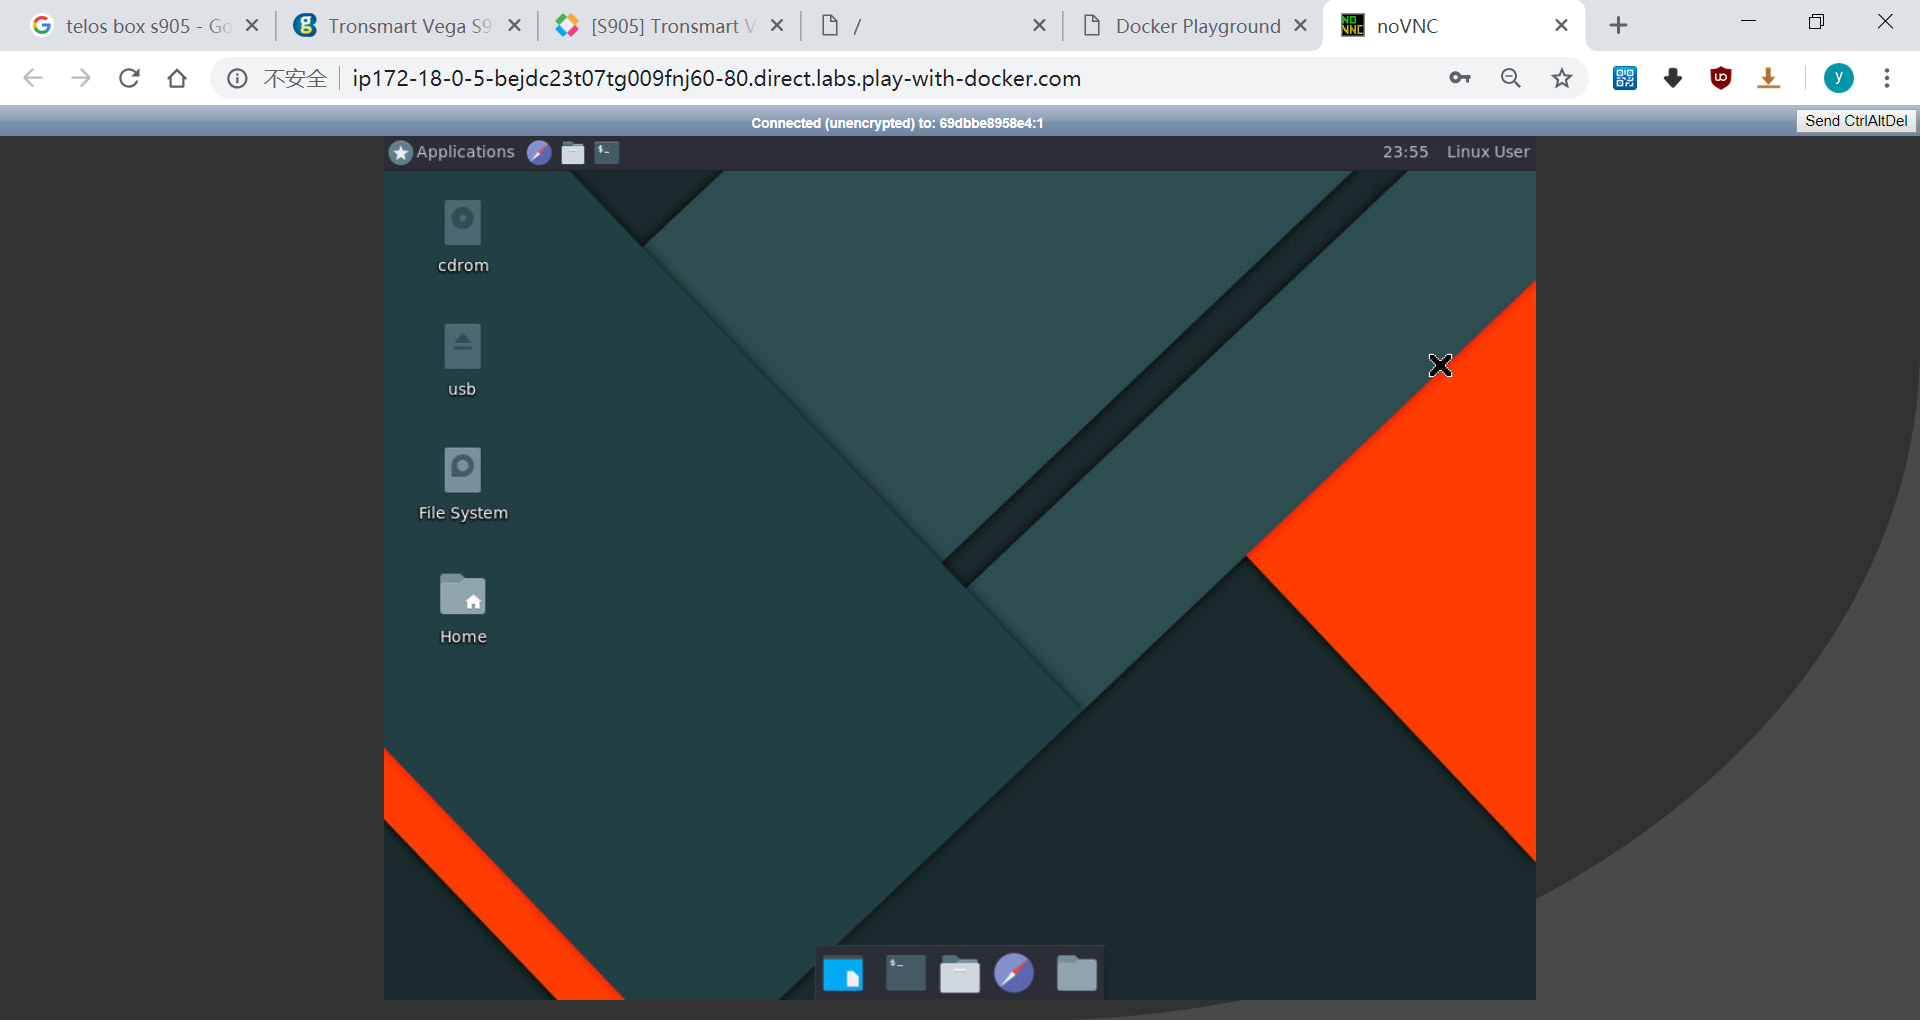 telos box s905 - Go
Tronsmart Vega S9
[S905] Tronsmart V
/
Docker Playground
noVNC
不安全
ip172-18-0-5-bejdc23t07tg009fnj60-80.direct.labs.play-with-docker.com
y
Connected (unencrypted) to: 69dbbe8958e4:1
Send CtrlAltDel
Applications
23:55
Linux User
cdrom
usb
File System
Home